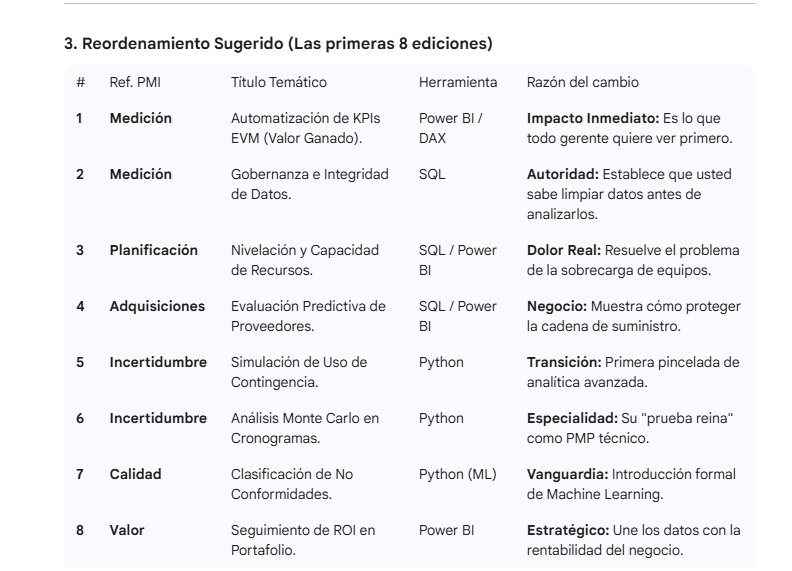 3. Reordenamiento Sugerido (Las primeras 8 ediciones)
# Ref. PMI Título Temático Herramienta Razón del cambio
1 Medición Automatización de KPIs Power BI / Impacto Inmediato: Es lo que
EVM (Valor Ganado). DAX todo gerente quiere ver primero.
2 Medición Gobernanza e Integridad SQL Autoridad: Establece que usted
de Datos. sabe limpiar datos antes de
analizarlos.
3 Planificación Nivelación y Capacidad SQL / Power Dolor Real: Resuelve el problema
de Recursos. BI de la sobrecarga de equipos.
4 Adquisiciones Evaluación Predictiva de SQL / Power Negocio: Muestra cómo proteger
Proveedores. BI la cadena de suministro.
5 Incertidumbre Simulación de Uso de Python Transición: Primera pincelada de
Contingencia. analítica avanzada.
6 Incertidumbre Análisis Monte Carlo en Python Especialidad: Su "prueba reina"
Cronogramas. como PMP técnico.
7 Calidad Clasificación de No Python (ML) Vanguardia: Introducción formal
Conformidades. de Machine Learning.
8 Valor Seguimiento de ROI en Power BI Estratégico: Une los datos con la
Portafolio. rentabilidad del negocio.